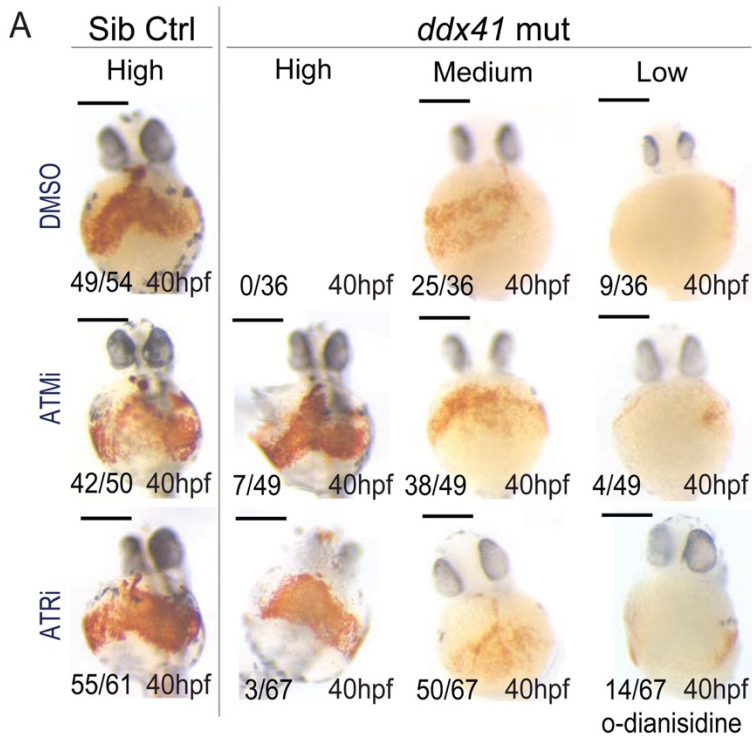 A
Sib Ctrl
ddx41 mut
High
High
Medium
Low
DMSO
49/54 40hpf
0/36 40hpf
25/36 40hpf
9/36 40hpf
ATMi
42/50 40hpf
7/49 40hpf
38/49 40hpf
4/49 40hpf
ATRi
55/61 40hpf
3/67 40hpf
50/67 40hpf
14/67 40hpf
o-dianisidine